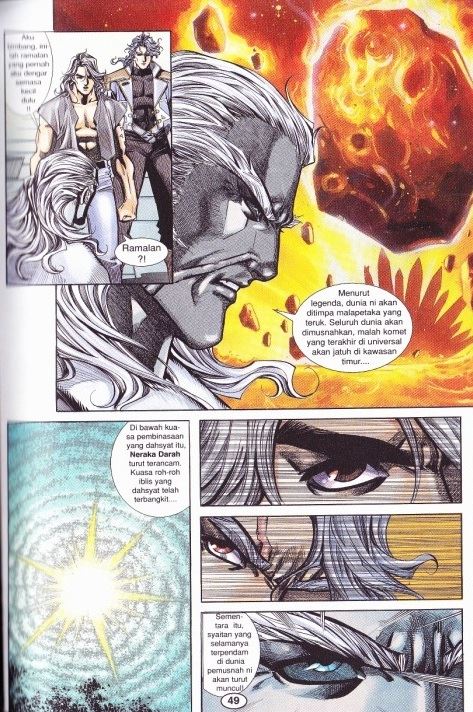 Aku
bimbang, ini-
lah ramalan
yang pernah
aku dengar
semasa
kecil
dulu
!!
Ramalan
?!
Menurut
legenda, dunia ni akan
ditimpa malapetaka yang
teruk. Seluruh dunia akan
dimusnahkan, malah komet
yang terakhir di universal
akan jatuh di kawasan
timur....
Di bawah kua-
sa pembinasaan
yang dahsyat itu,
Neraka Darah
turut terancam.
Kuasa roh-roh
iblis yang
dahsyat telah
terbangkit....
Semen-
tara itu,
syaitan yang
selamanya
terpendam
di dunia
pemusnah ni
akan turut
muncul!
49